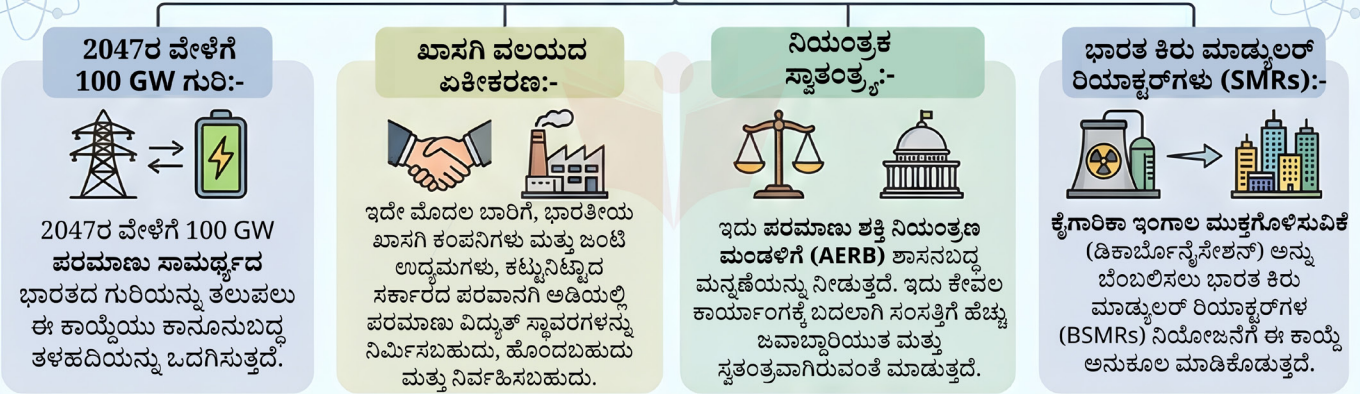 2047ರ ವೇಳೆಗೆ
100 GW ಗುರಿ:-
2047ರ ವೇಳೆಗೆ 100 GW
ಪರಮಾಣು ಸಾಮರ್ಥ್ಯದ
ಭಾರತದ ಗುರಿಯನ್ನು ತಲುಪಲು
ಈ ಕಾಯ್ದೆಯು ಕಾನೂನುಬದ್ಧ
ತಳಹದಿಯನ್ನು ಒದಗಿಸುತ್ತದೆ.
ಖಾಸಗಿ ವಲಯದ
ಏಕೀಕರಣ:-
ಇದೇ ಮೊದಲ ಬಾರಿಗೆ, ಭಾರತೀಯ
ಖಾಸಗಿ ಕಂಪನಿಗಳು ಮತ್ತು ಜಂಟಿ
ಉದ್ಯಮಗಳು, ಕಟ್ಟುನಿಟ್ಟಾದ
ಸರ್ಕಾರದ ಪರವಾನಗಿ ಅಡಿಯಲ್ಲಿ
ಪರಮಾಣು ವಿದ್ಯುತ್ ಸ್ಥಾವರಗಳನ್ನು
ನಿರ್ಮಿಸಬಹುದು, ಹೊಂದಬಹುದು
ಮತ್ತು ನಿರ್ವಹಿಸಬಹುದು.
ನಿಯಂತ್ರಕ
ಸ್ವಾತಂತ್ರ್ಯ:-
ಇದು ಪರಮಾಣು ಶಕ್ತಿ ನಿಯಂತ್ರಣ
ಮಂಡಳಿಗೆ (AERB) ಶಾಸನಬದ್ಧ
ಮನ್ನಣೆಯನ್ನು ನೀಡುತ್ತದೆ. ಇದು ಕೇವಲ
ಕಾರ್ಯಾಂಗಕ್ಕೆ ಬದಲಾಗಿ ಸಂಸತ್ತಿಗೆ ಹೆಚ್ಚು
ಜವಾಬ್ದಾರಿಯುತ ಮತ್ತು
ಸ್ವತಂತ್ರವಾಗಿರುವಂತೆ ಮಾಡುತ್ತದೆ.
ಭಾರತ ಕಿರು ಮಾಡ್ಯುಲರ್
ರಿಯಾಕ್ಟರ್‌ಗಳು (SMRs):-
ಕೈಗಾರಿಕಾ ಇಂಗಾಲ ಮುಕ್ತಗೊಳಿಸುವಿಕೆ
(ಡಿಕಾರ್ಬೊನೈಸೇಶನ್) ಅನ್ನು
ಬೆಂಬಲಿಸಲು ಭಾರತ ಕಿರು
ಮಾಡ್ಯುಲರ್ ರಿಯಾಕ್ಟರ್‌ಗಳ
(BSMRs) ನಿಯೋಜನೆಗೆ ಈ ಕಾಯ್ದೆ
ಅನುಕೂಲ ಮಾಡಿಕೊಡುತ್ತದೆ.